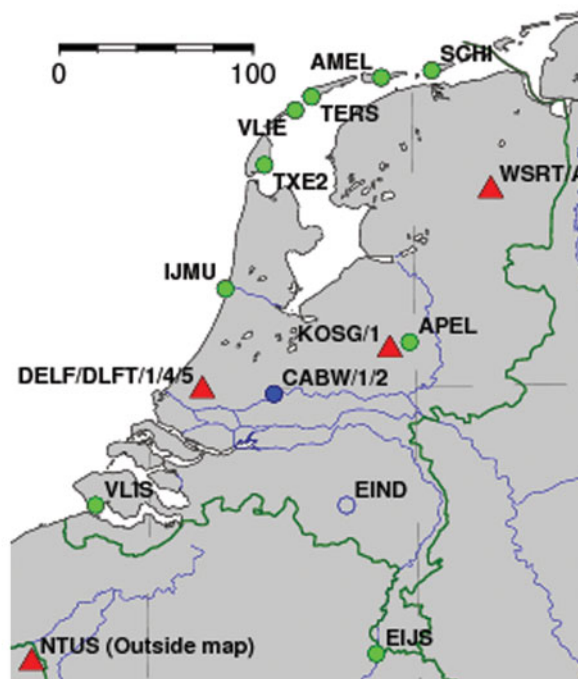 SCHI
AMEL
0 100
TERS
VLIE
WSRT/A
TXE2
IJMU
APEL
KOSG/1
DELF/DLFT/1/4/5
CABW/1/2
VLIS
EIND
EIJS
NTUS (Outside map)